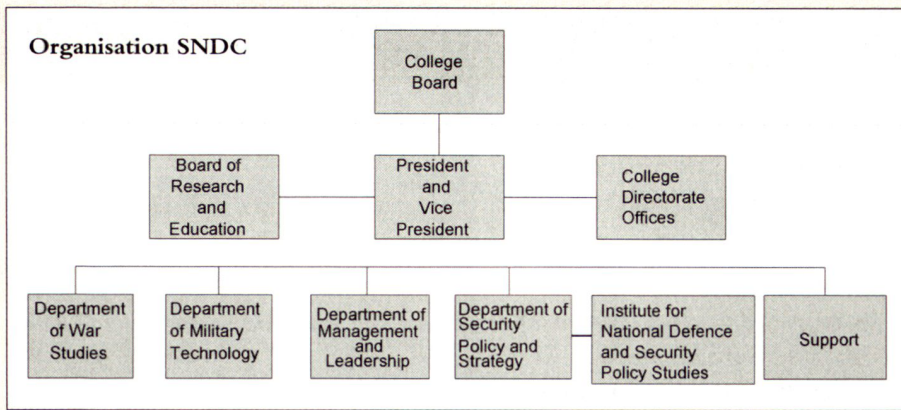 Organisation SNDC
College
Board
Board of
Research
and
Education
President
and
Vice
President
College
Directorate
Offices
Department
of War
Studies
Department
of Military
Technology
Department of
Management
and
Leadership
Department of
Security
Policy and
Strategy
Institute for
National Defence
and Security
Policy Studies
Support